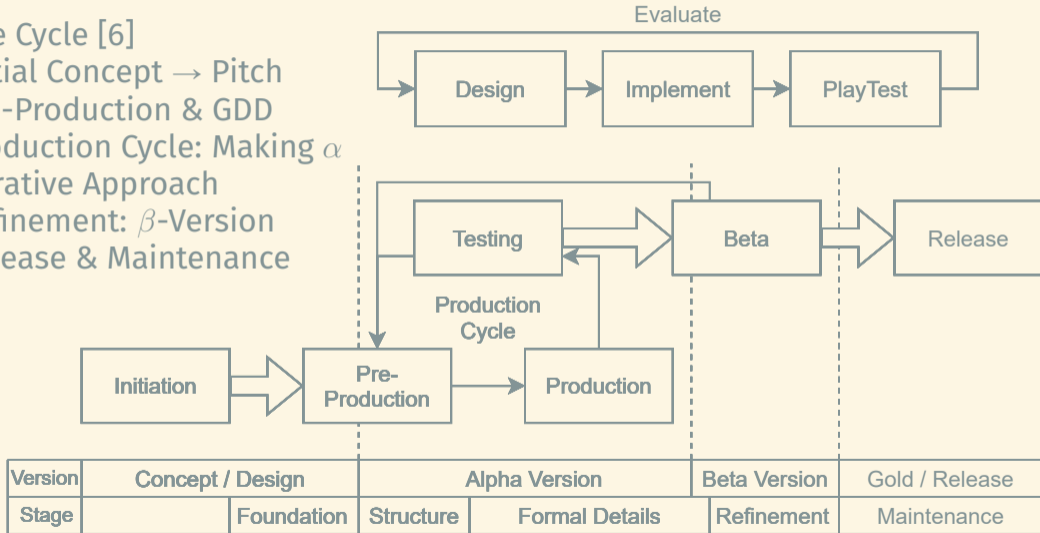 e Cycle [6]
tial Concept → Pitch
-Production & GDD
oduction Cycle: Making α
rative Approach
finement: β-Version
ease & Maintenance
Evaluate
Design
Implement
PlayTest
Testing
Beta
Release
Production
Cycle
Initiation
Pre-
Production
Production
Version
Concept / Design
Alpha Version
Beta Version
Gold / Release
Stage
Foundation
Structure
Formal Details
Refinement
Maintenance